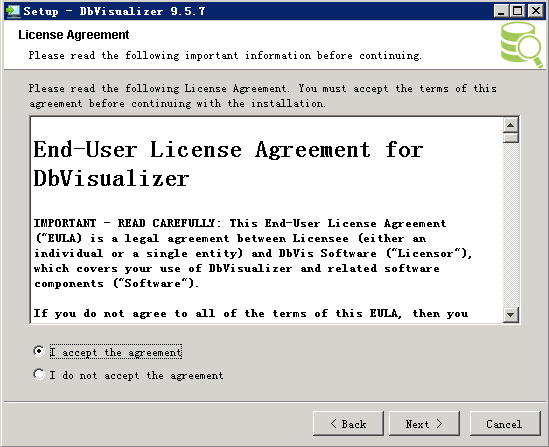 Setup - DbVisualizer 9.5.7
License Agreement
Please read the following important information before continuing.
Please read the following License Agreement. You must accept the terms of this
agreement before continuing with the installation.
End-User License Agreement for
DbVisualizer
IMPORTANT - READ CAREFULLY: This End-User License Agreement
("EULA) is a legal agreement between Licensee (either an
individual or a single entity) and DbVis Software ("Licensor"),
which covers your use of DbVisualizer and related software
components ("Software").
If you do not agree to all of the terms of this EULA, then you
I accept the agreement
I do not accept the agreement
< Back
Next >
Cancel